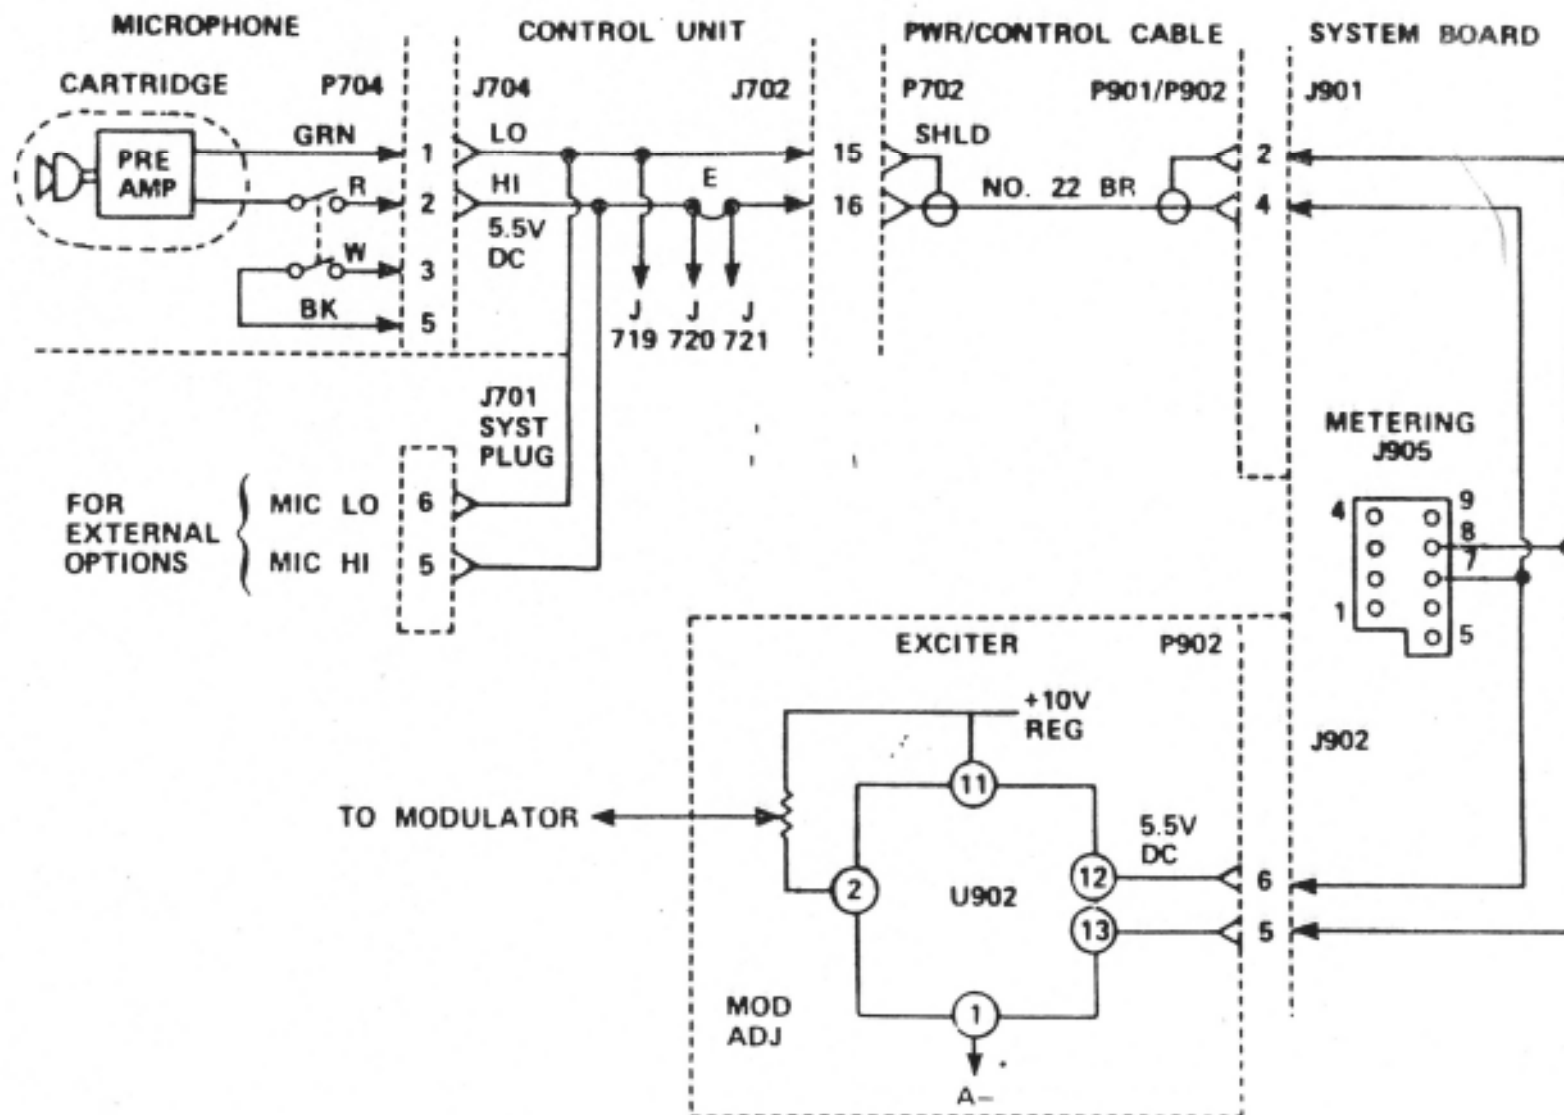 MICROPHONE
CONTROL UNIT
PWR/CONTROL CABLE
SYSTEM BOARD
CARTRIDGE
P704
J704
J702
P702
P901/P902
J901
PRE
AMP
GRN
1
LO
15
SHLD
2
R
2
HI
E
16
NO. 22 BR
4
5.5V
DC
W
3
BK
5
J
719
J
720
J
721
J701
SYST
PLUG
FOR
EXTERNAL
OPTIONS
MIC LO
6
MIC HI
5
METERING
J905
4
9
8
7
1
5
EXCITER
P902
+10V
REG
J902
11
TO MODULATOR
5.5V
DC
2
U902
12
6
13
5
MOD
ADJ
1
A-